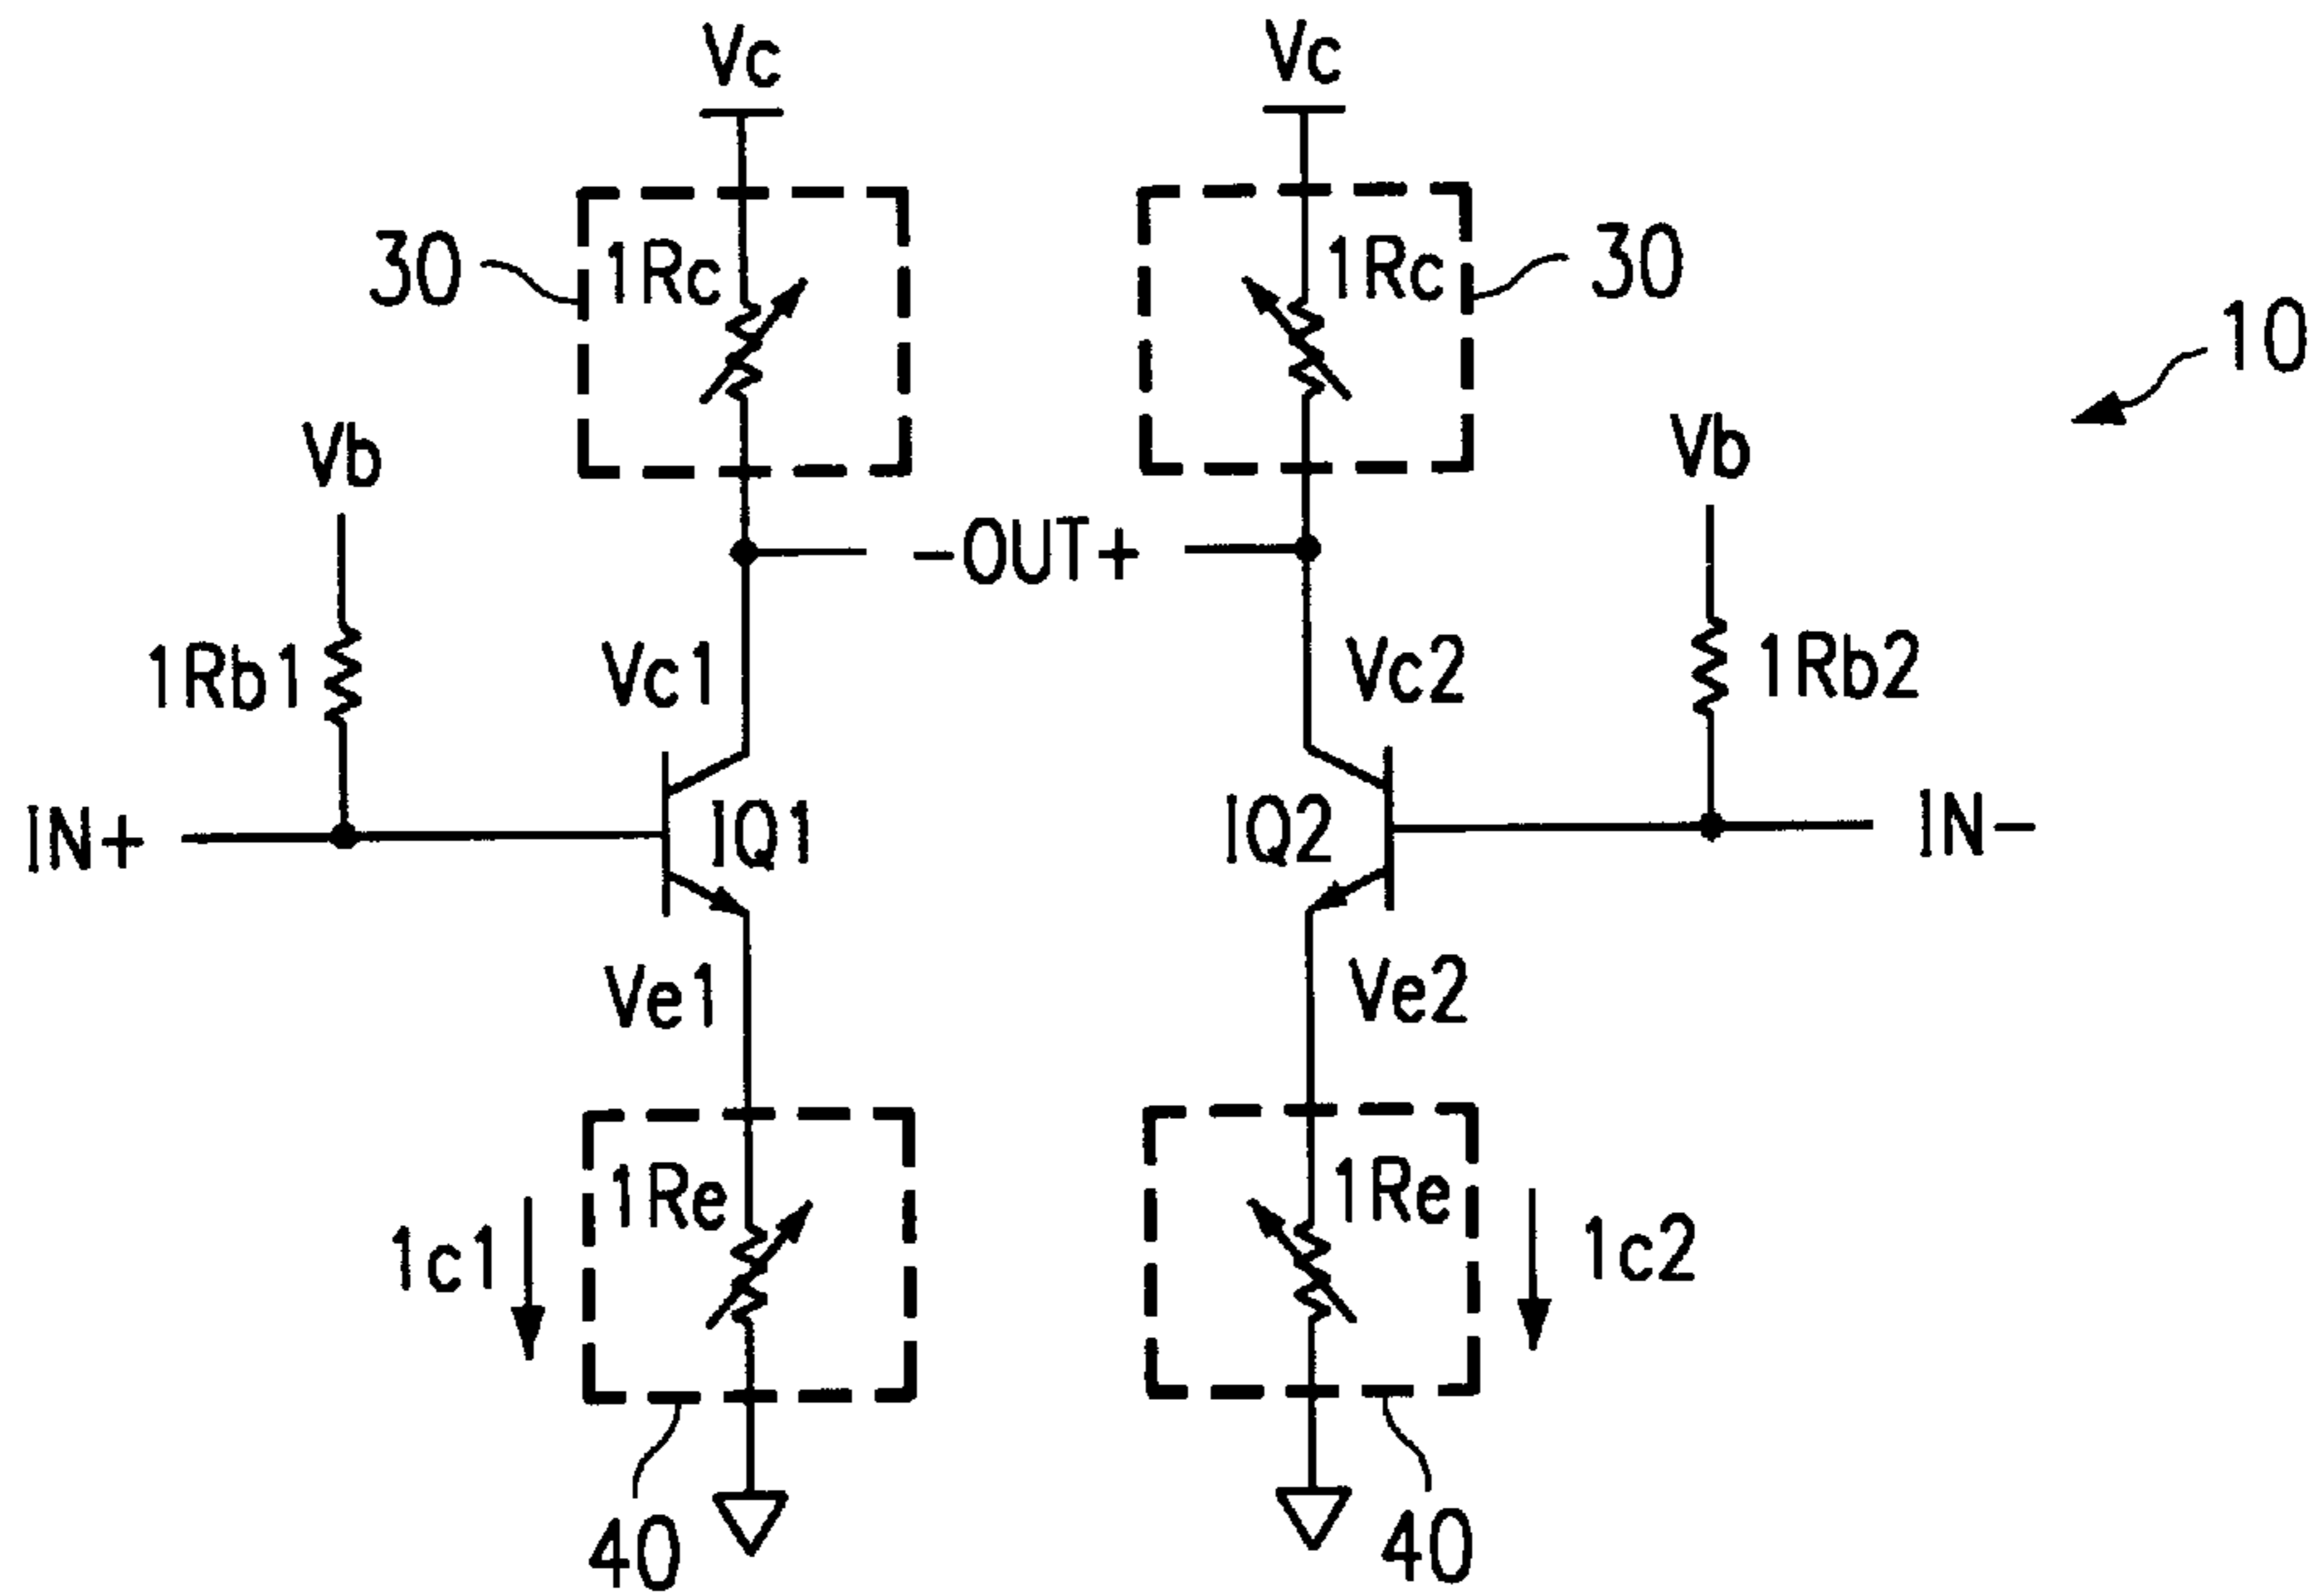 Vc Vc
1Rc 1Rc
30 30
10
Vb Vb
-OUT+
1Rb1 Vc1 Vc2 1Rb2
IN+ IQ1 IQ2 IN-
Ve1 Ve2
1Re 1Re
1c1 1c2
40 40